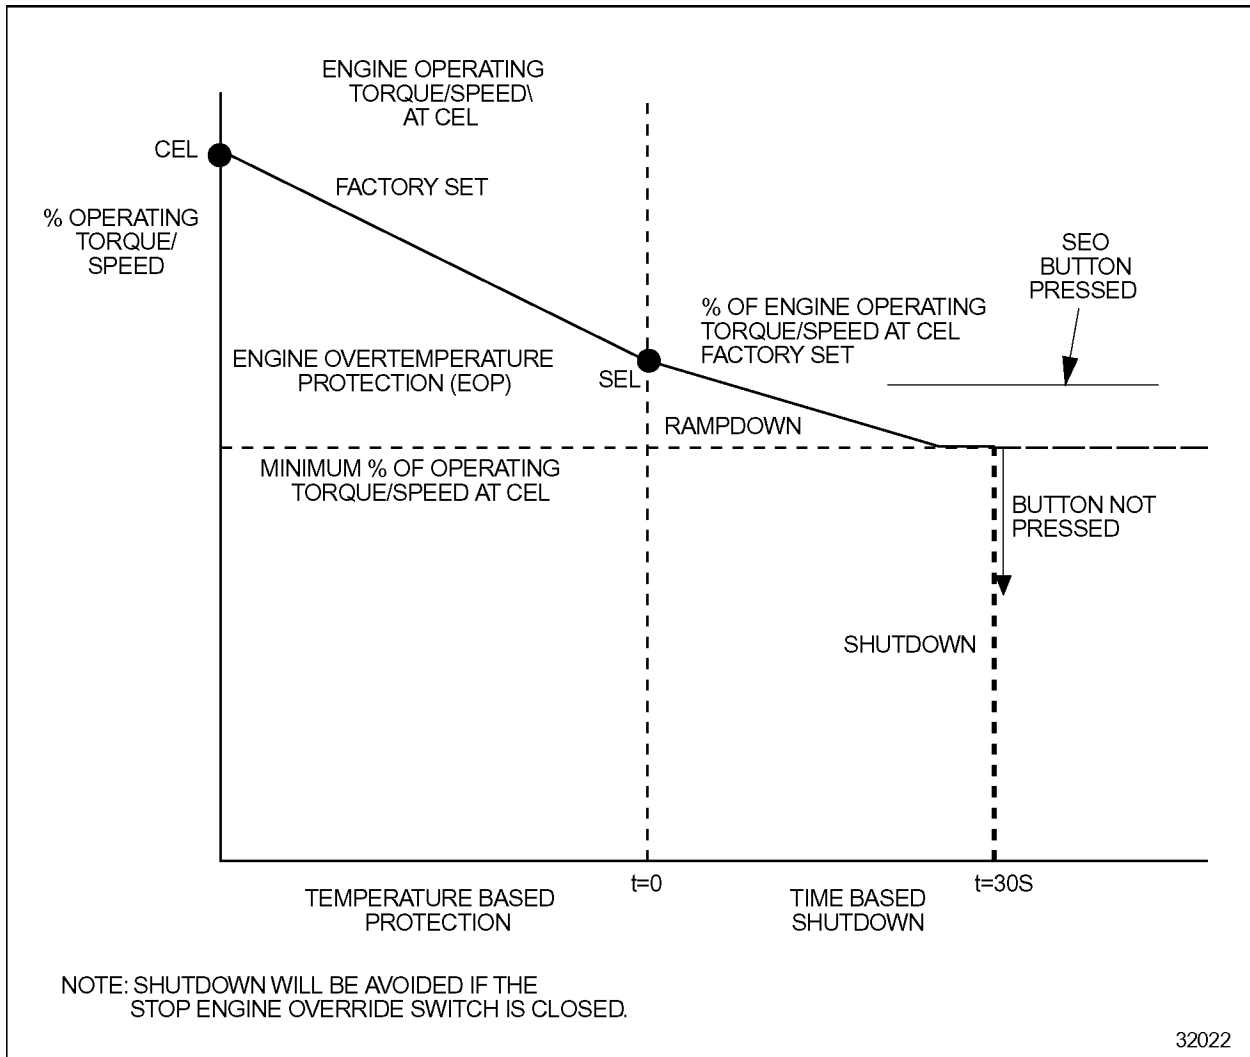 ENGINE OPERATING
TORQUE/SPEED\
AT CEL
CEL
FACTORY SET
% OPERATING
TORQUE/
SPEED
SEO
BUTTON
PRESSED
% OF ENGINE OPERATING
TORQUE/SPEED AT CEL
FACTORY SET
ENGINE OVERTEMPERATURE
PROTECTION (EOP)
SEL
RAMPDOWN
MINIMUM % OF OPERATING
TORQUE/SPEED AT CEL
BUTTON NOT
PRESSED
SHUTDOWN
t=0
t=30S
TEMPERATURE BASED
PROTECTION
TIME BASED
SHUTDOWN
NOTE: SHUTDOWN WILL BE AVOIDED IF THE
STOP ENGINE OVERRIDE SWITCH IS CLOSED.
32022